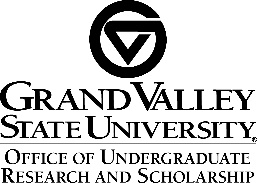 GRAND VALLEY
STATE UNIVERSITY®
OFFICE OF UNDERGRADUATE
RESEARCH AND SCHOLARSHIP